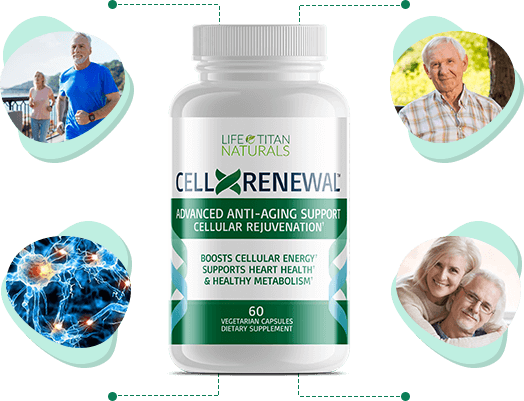 LIFE TITAN
NATURALS
CELL RENEWAL™
ADVANCED ANTI-AGING SUPPORT
CELLULAR REJUVENATION†
BOOSTS CELLULAR ENERGY†
SUPPORTS HEART HEALTH†
& HEALTHY METABOLISM†
60
VEGETARIAN CAPSULES
DIETARY SUPPLEMENT